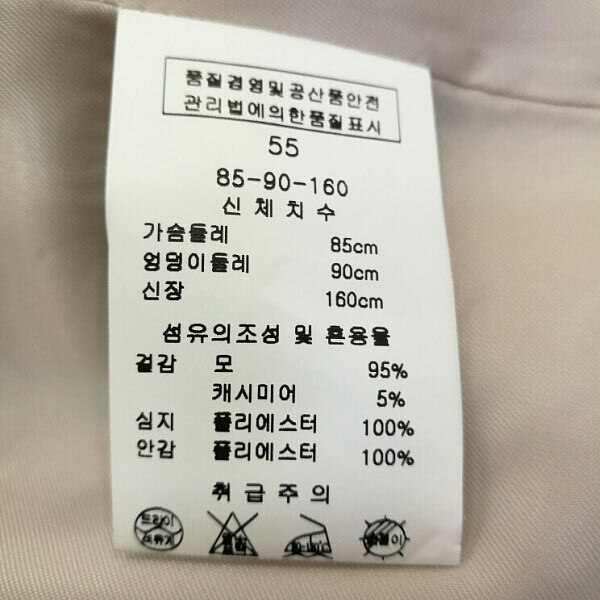 품질경영및공산품안전
관리법에의한품질표시
55
85-90-160
신체치수
가슴둘레 85cm
엉덩이둘레 90cm
신장 160cm
섬유의조성 및 혼용율
겉감 모 95%
캐시미어 5%
심지 폴리에스터 100%
안감 폴리에스터 100%
취급주의
드라이